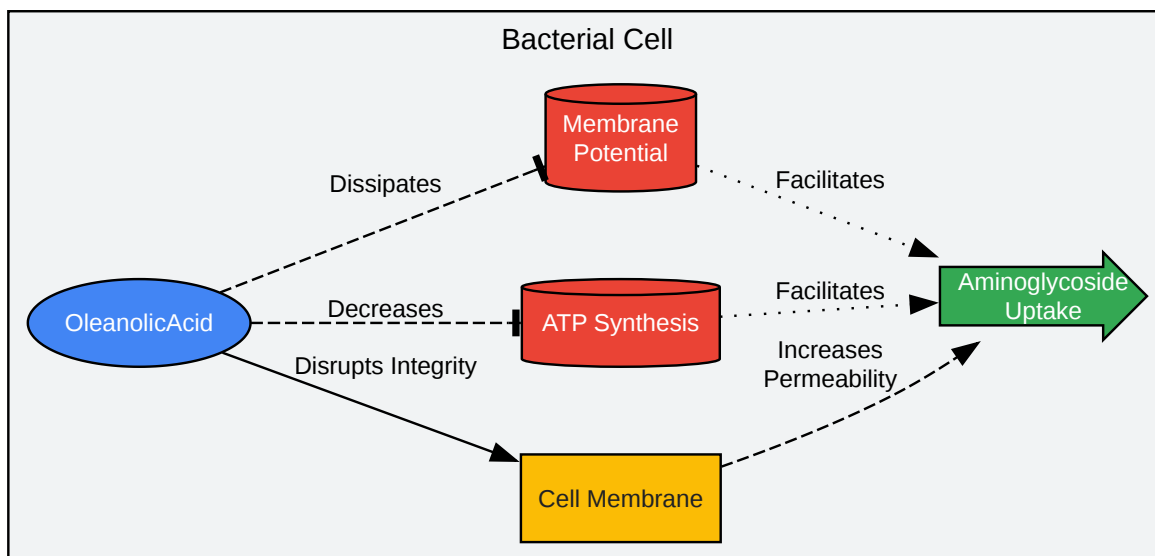 Bacterial Cell
Membrane
Potential
Dissipates
Facilitates
OleanolicAcid
Decreases
ATP Synthesis
Facilitates
Aminoglycoside
Uptake
Disrupts Integrity
Increases
Permeability
Cell Membrane